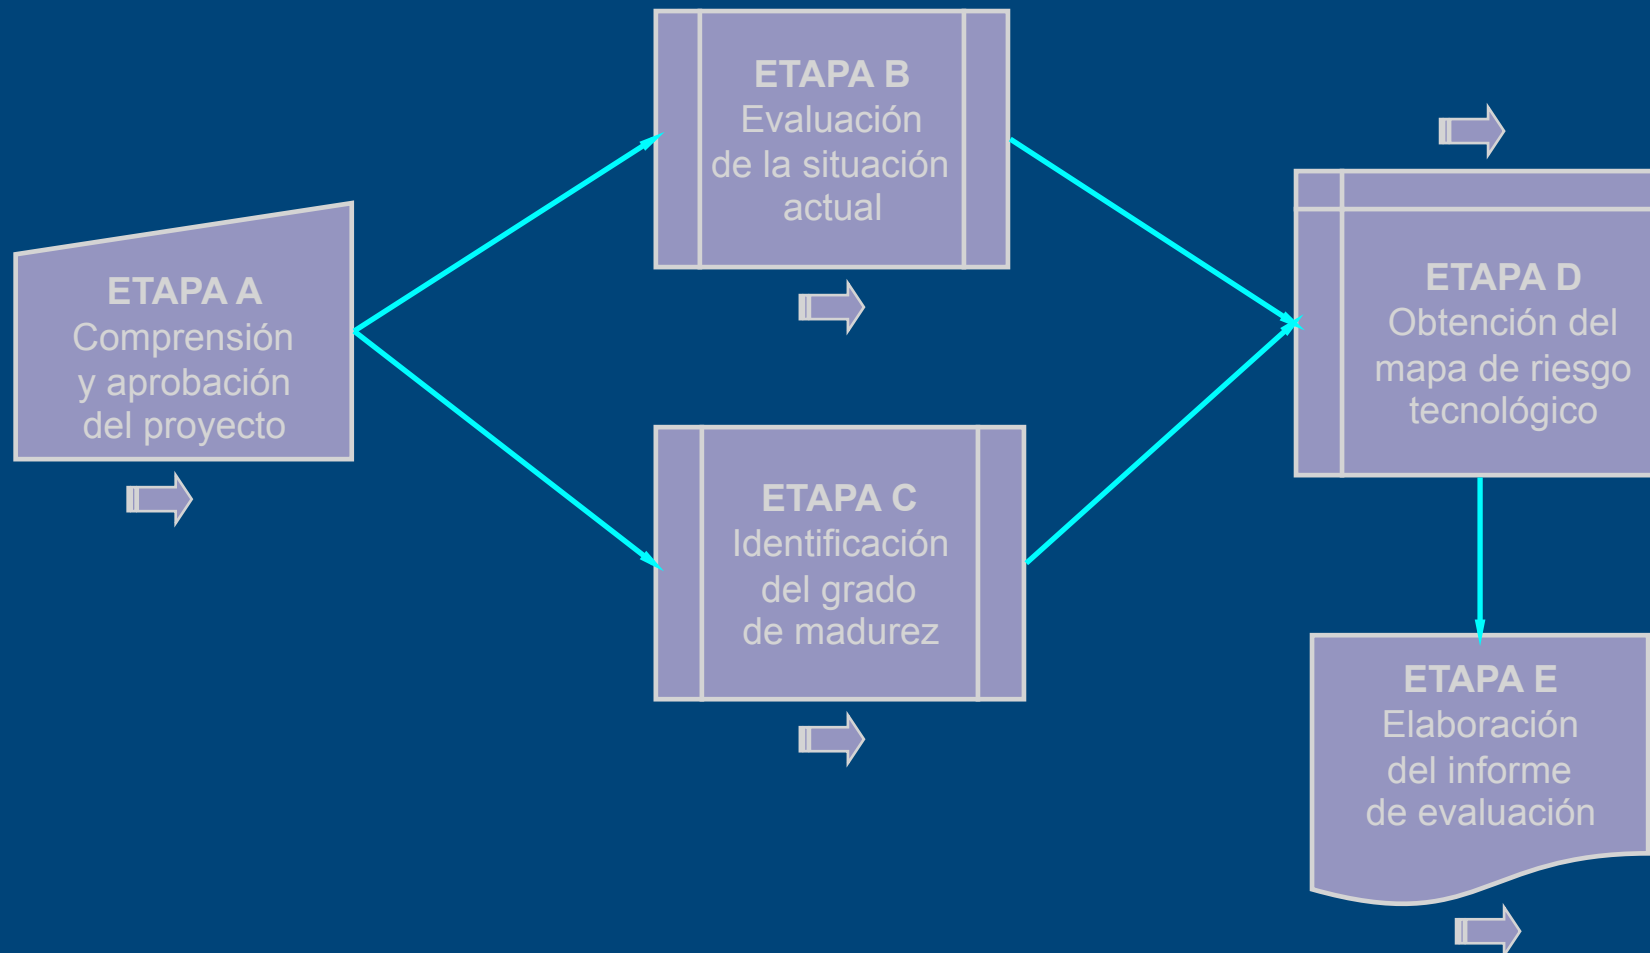 ETAPA A
Comprensión
y aprobación
del proyecto
ETAPA B
Evaluación
de la situación
actual
ETAPA C
Identificación
del grado
de madurez
ETAPA D
Obtención del
mapa de riesgo
tecnológico
ETAPA E
Elaboración
del informe
de evaluación